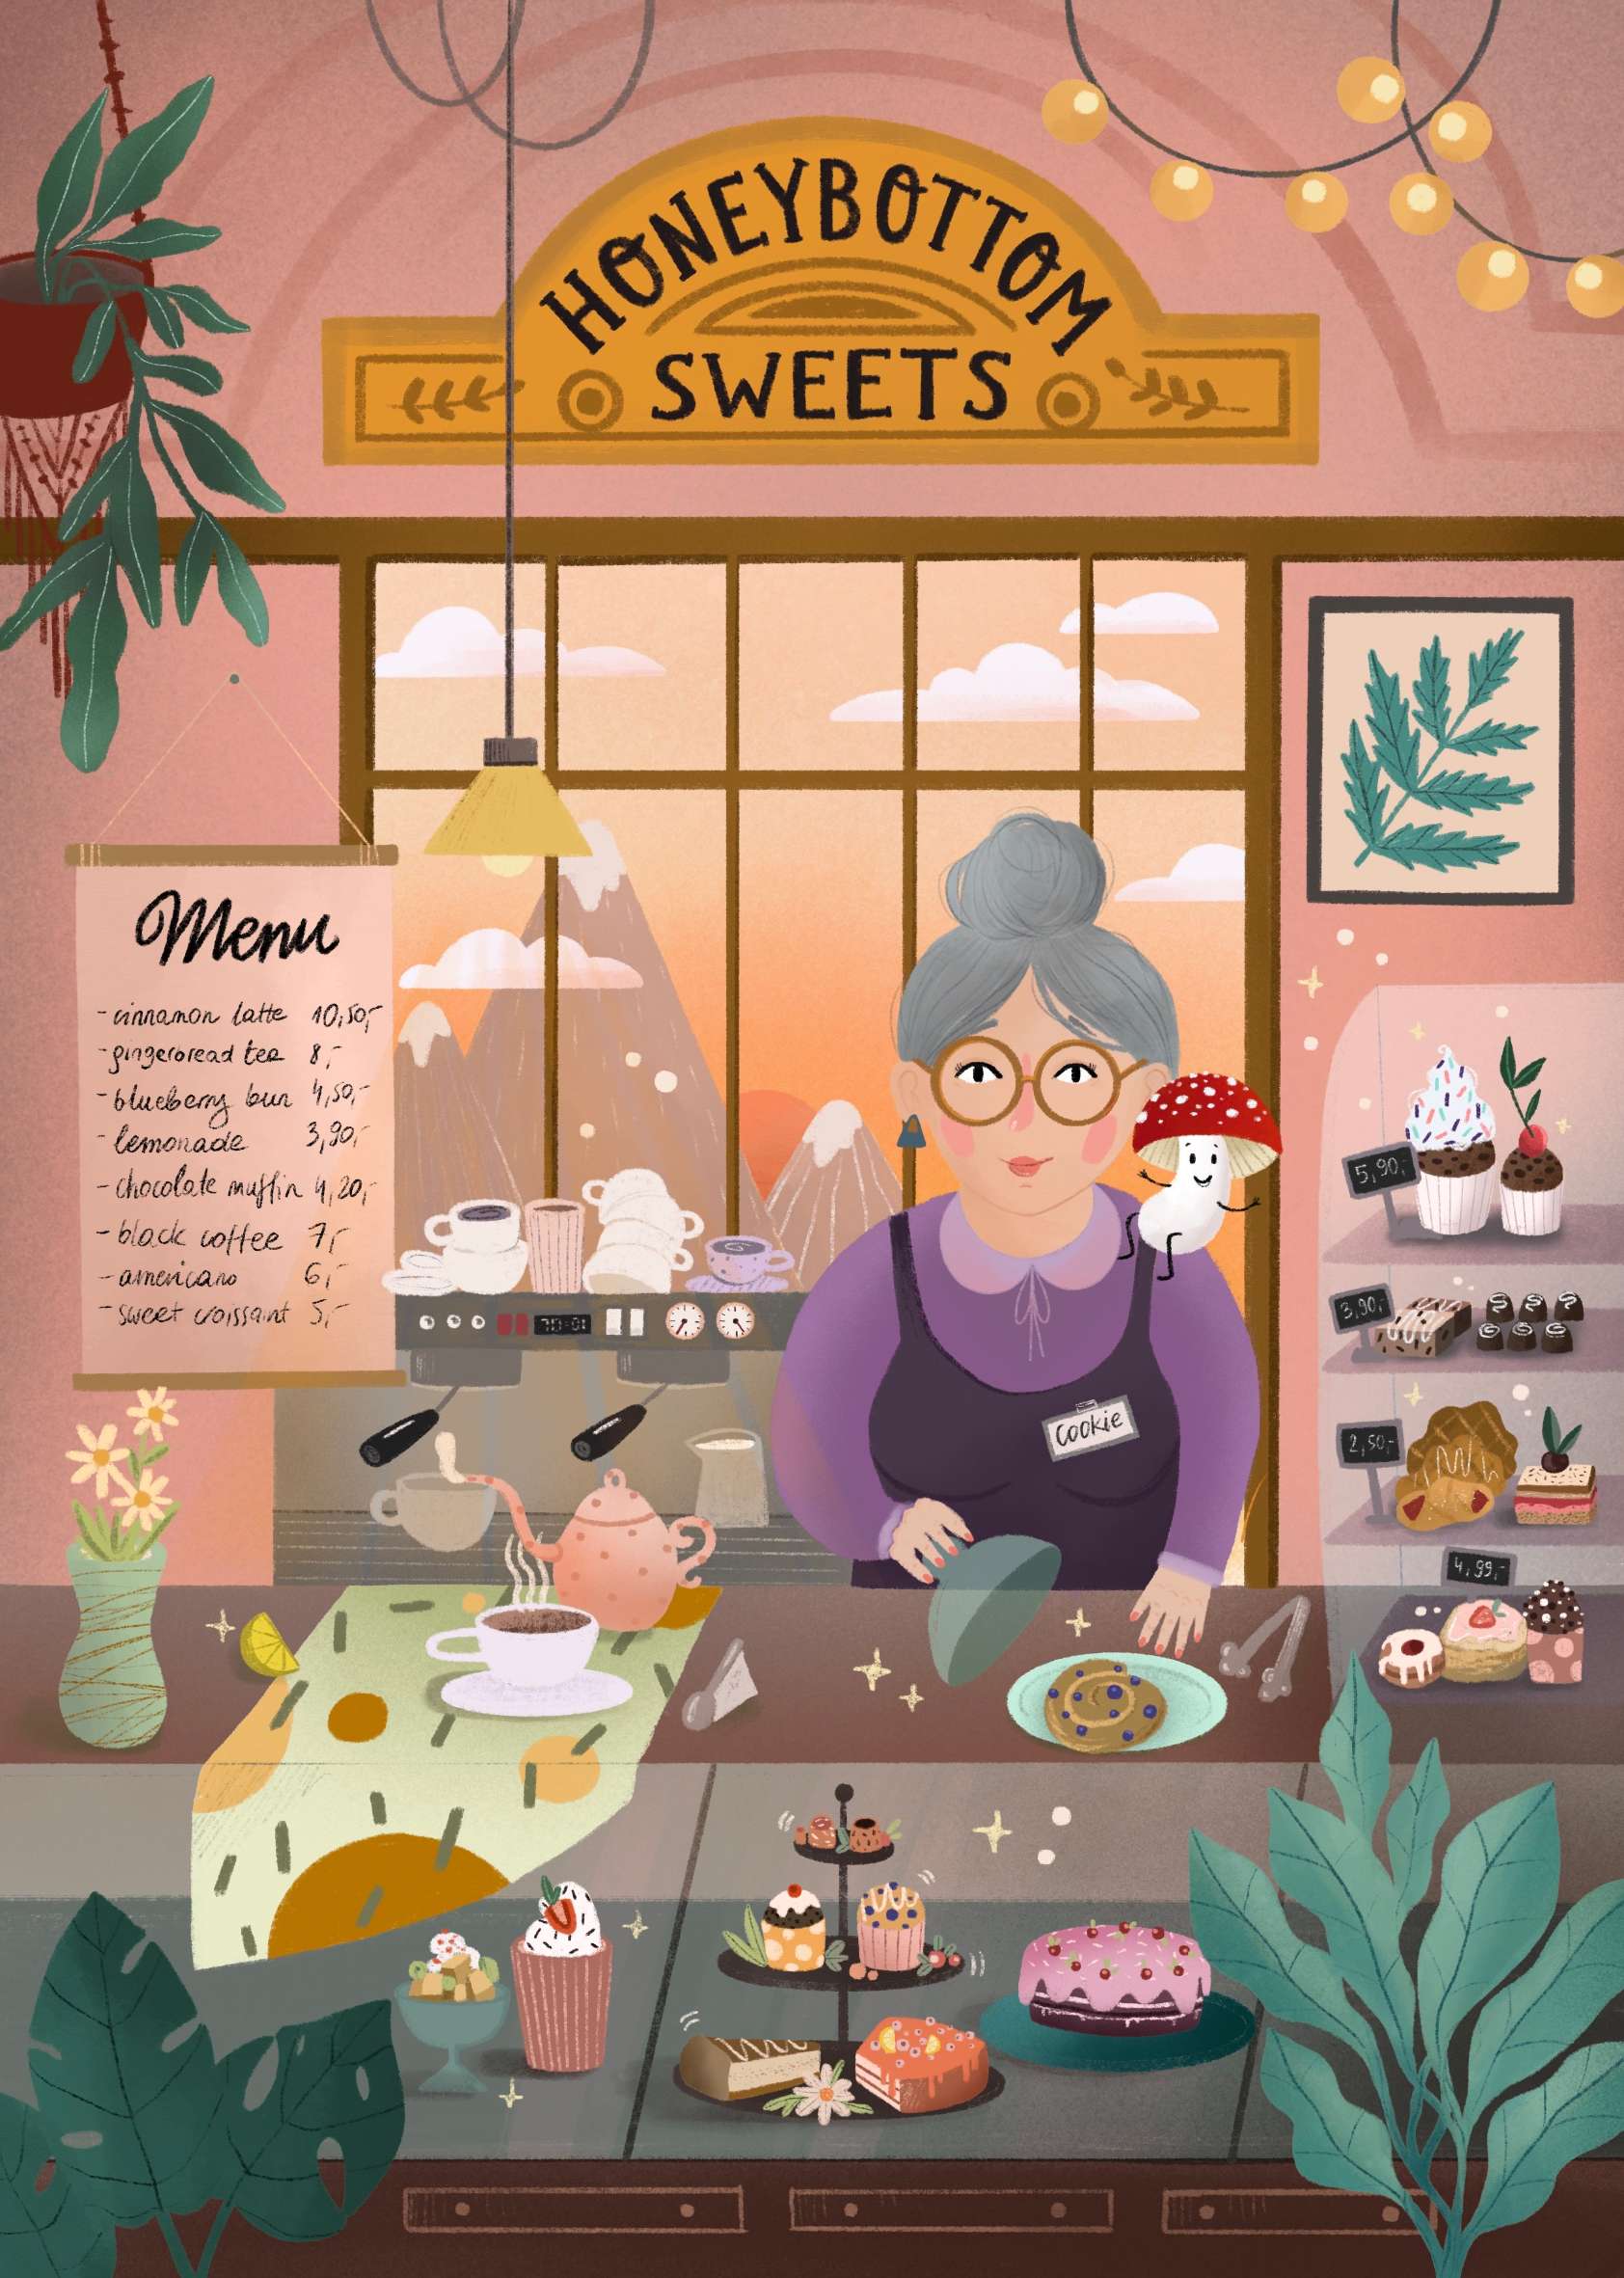 HONEYBOTTOM
SWEETS
Menu
- cinnamon latte 10,50,-
- gingerbread tea 8,-
- blueberry bun 4,50,-
- lemonade 3,90,-
- chocolate muffin 4,20,-
- black coffee 7,-
- americano 6,-
- sweet croissant 5,-
cookie
5,90,-
3,90,-
2,50,-
4,99,-